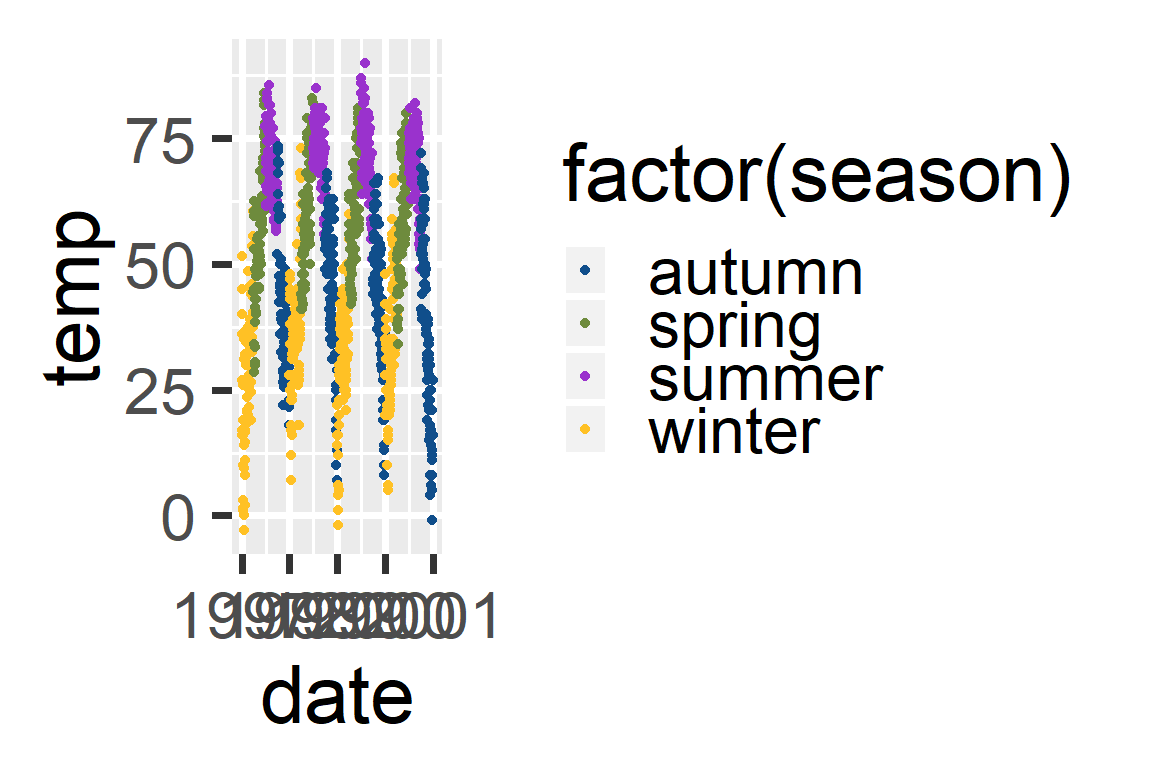 temp
75
50
25
0
date
factor(season)
autumn
spring
summer
winter